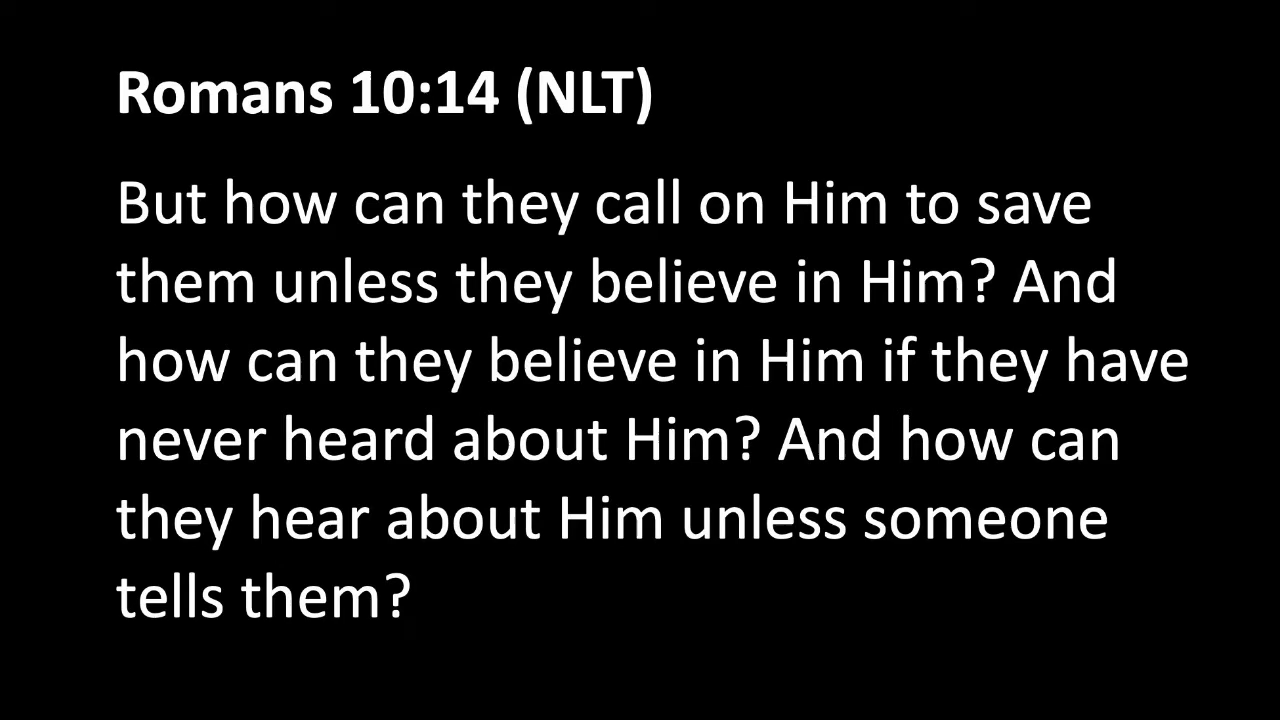 Romans 10:14 (NLT)
But how can they call on Him to save
them unless they believe in Him? And
how can they believe in Him if they have
never heard about Him? And how can
they hear about Him unless someone
tells them?